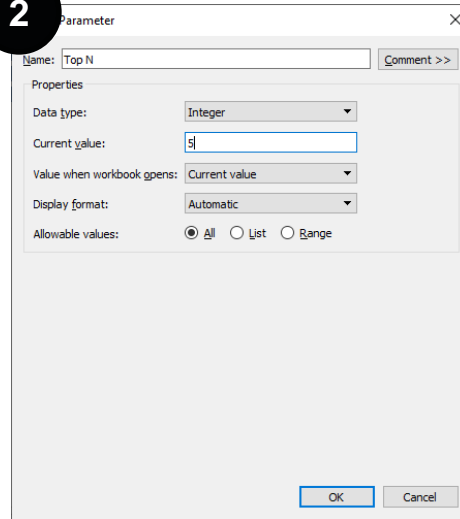 2
Parameter
Name: Top N Comment >>
Properties
Data type: Integer
Current value: 5
Value when workbook opens: Current value
Display format: Automatic
Allowable values: All List Range
OK Cancel